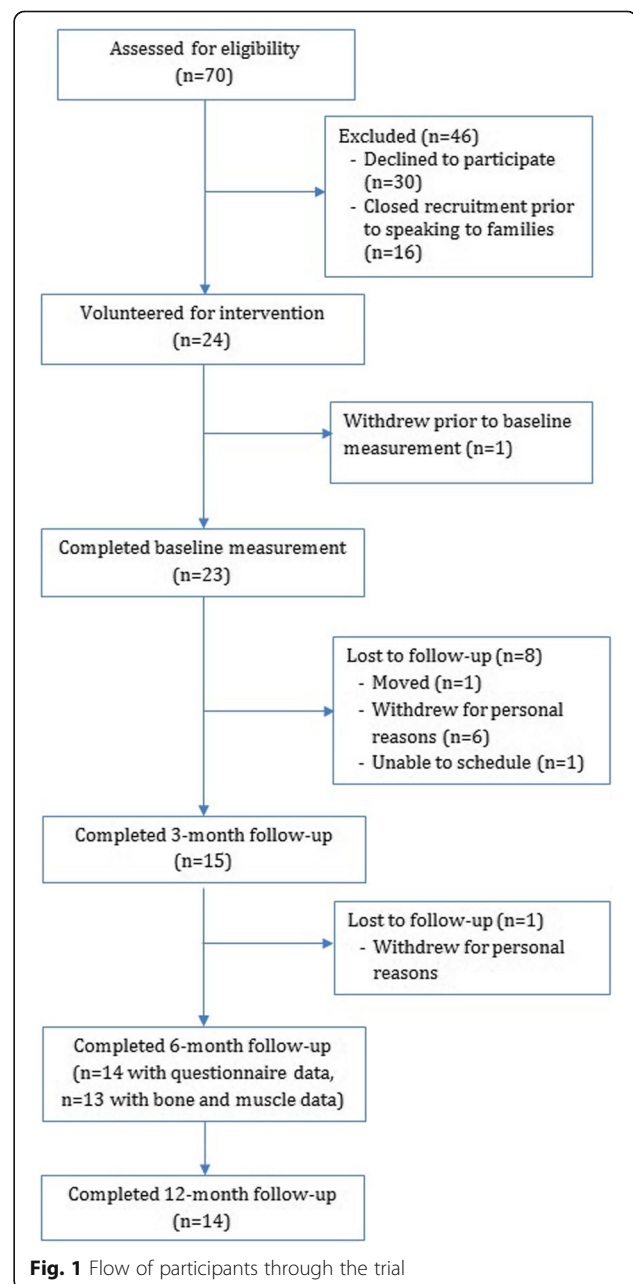 Assessed for eligibility
(n=70)
Excluded (n=46)
- Declined to participate
(n=30)
- Closed recruitment prior
to speaking to families
(n=16)
Volunteered for intervention
(n=24)
Withdrew prior to baseline
measurement (n=1)
Completed baseline measurement
(n=23)
Lost to follow-up (n=8)
- Moved (n=1)
- Withdrew for personal
reasons (n=6)
- Unable to schedule (n=1)
Completed 3-month follow-up
(n=15)
Lost to follow-up (n=1)
- Withdrew for personal
reasons
Completed 6-month follow-up
(n=14 with questionnaire data,
n=13 with bone and muscle data)
Completed 12-month follow-up
(n=14)
Fig. 1 Flow of participants through the trial